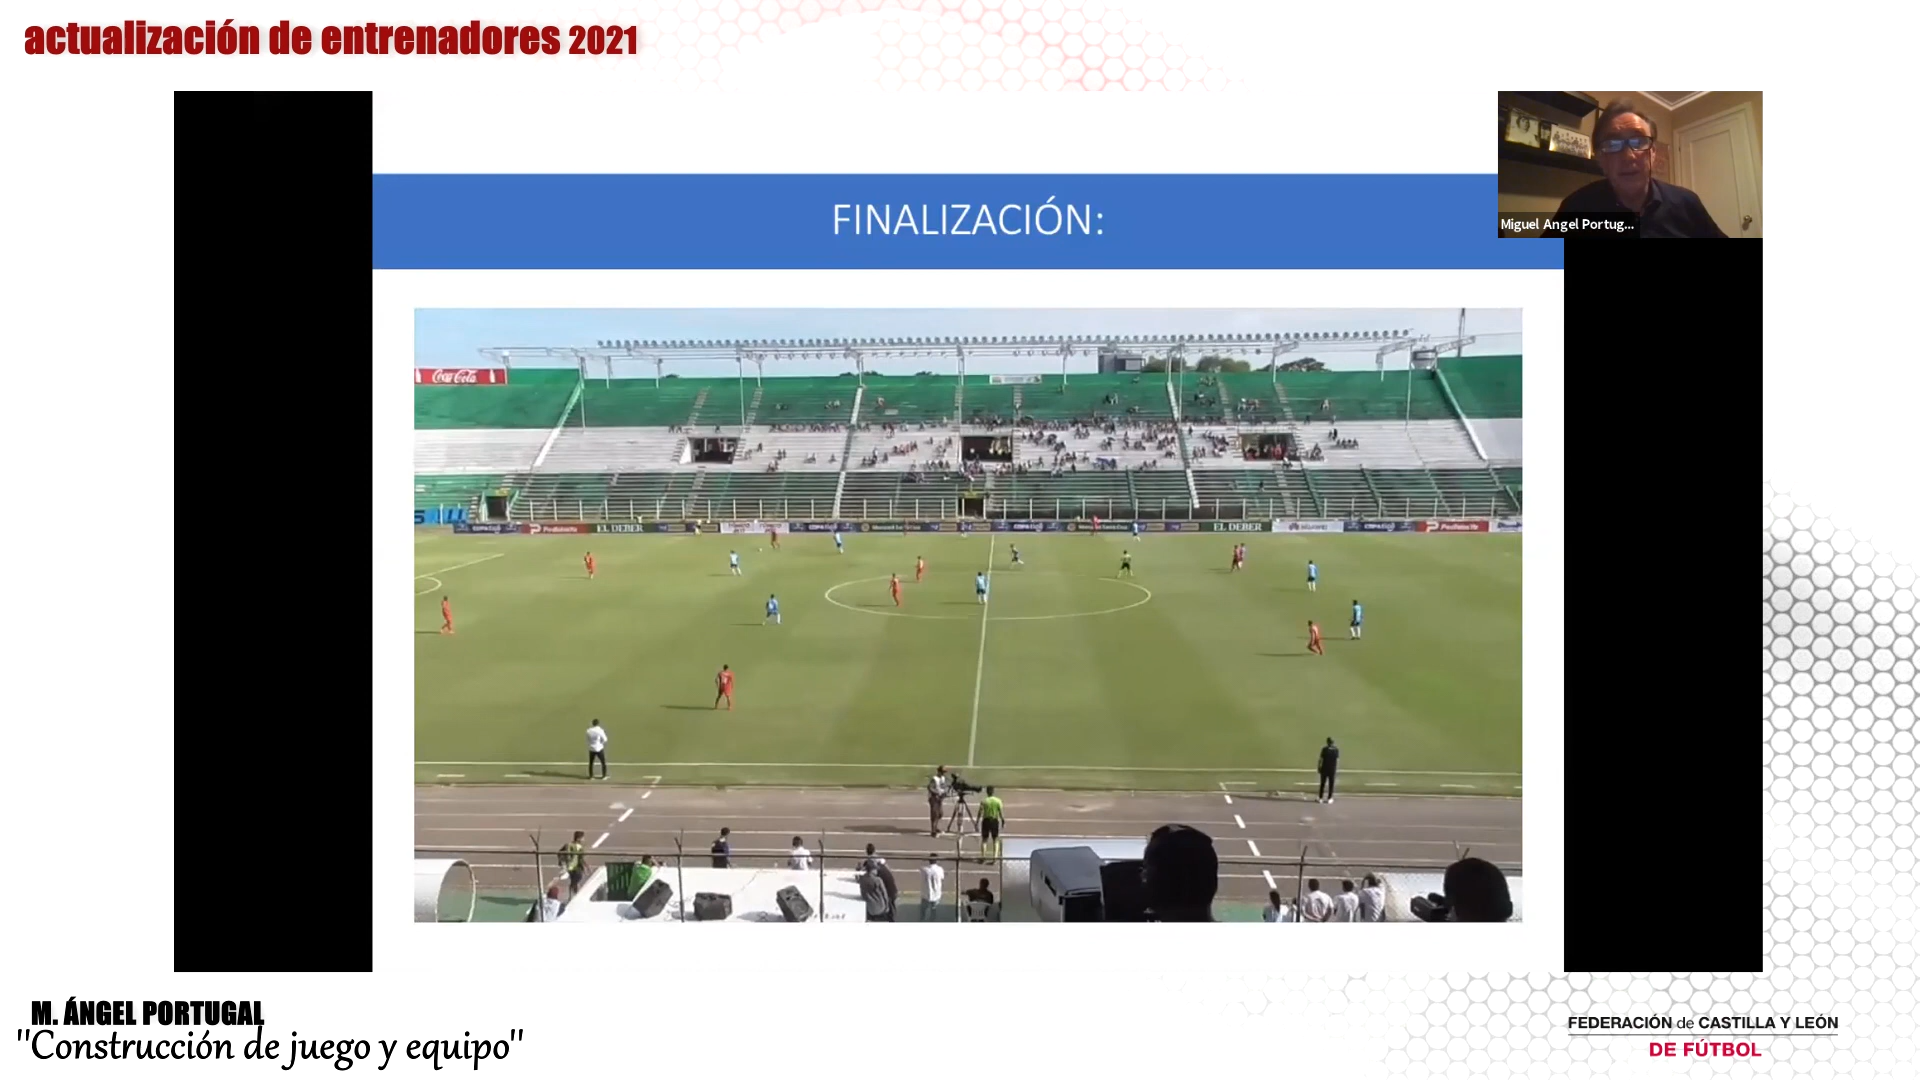 actualización de entrenadores 2021
Miguel Angel Portug...
FINALIZACIÓN:
Coca-Cola
EL DEBER
EL DEBER
PedidosYa
M. ÁNGEL PORTUGAL
"Construcción de juego y equipo"
FEDERACIÓN de CASTILLA Y LEÓN
DE FÚTBOL